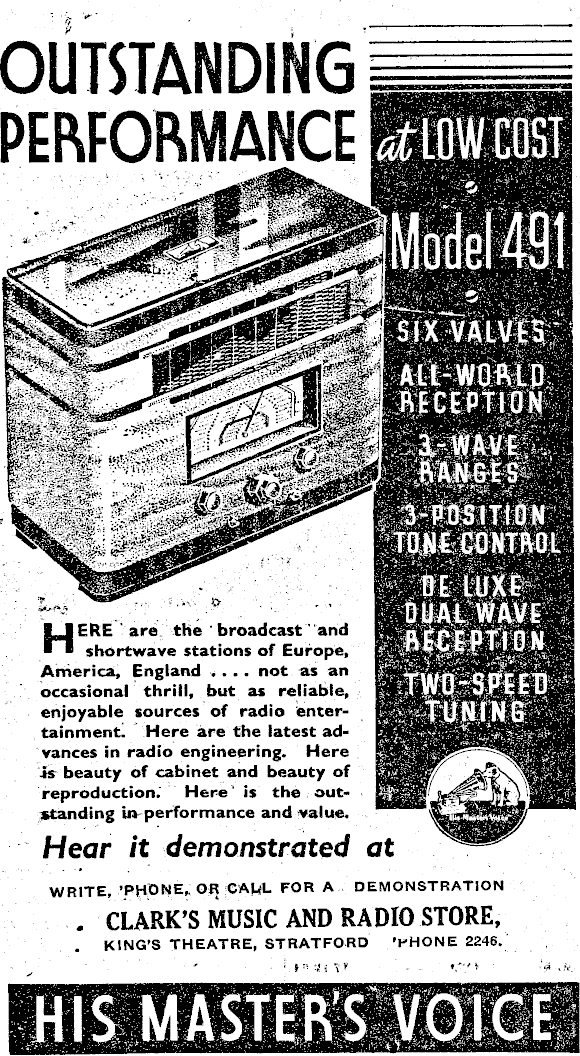 OUTSTANDING
PERFORMANCE
at LOW COST
Model 491
SIX VALVES
ALL-WORLD
RECEPTION
3-WAVE
RANGES
3-POSITION
TONE CONTROL
DE LUXE
DUAL WAVE
RECEPTION
TWO-SPEED
TUNING
HERE are the broadcast and
shortwave stations of Europe,
America, England .... not as an
occasional thrill, but as reliable,
enjoyable sources of radio enter-
tainment. Here are the latest ad-
vances in radio engineering. Here
is beauty of cabinet and beauty of
reproduction. Here is the out-
standing in performance and value.
Hear it demonstrated at
WRITE, 'PHONE, OR CALL FOR A DEMONSTRATION
CLARK'S MUSIC AND RADIO STORE,
KING'S THEATRE, STRATFORD 'PHONE 2246.
HIS MASTER'S VOICE